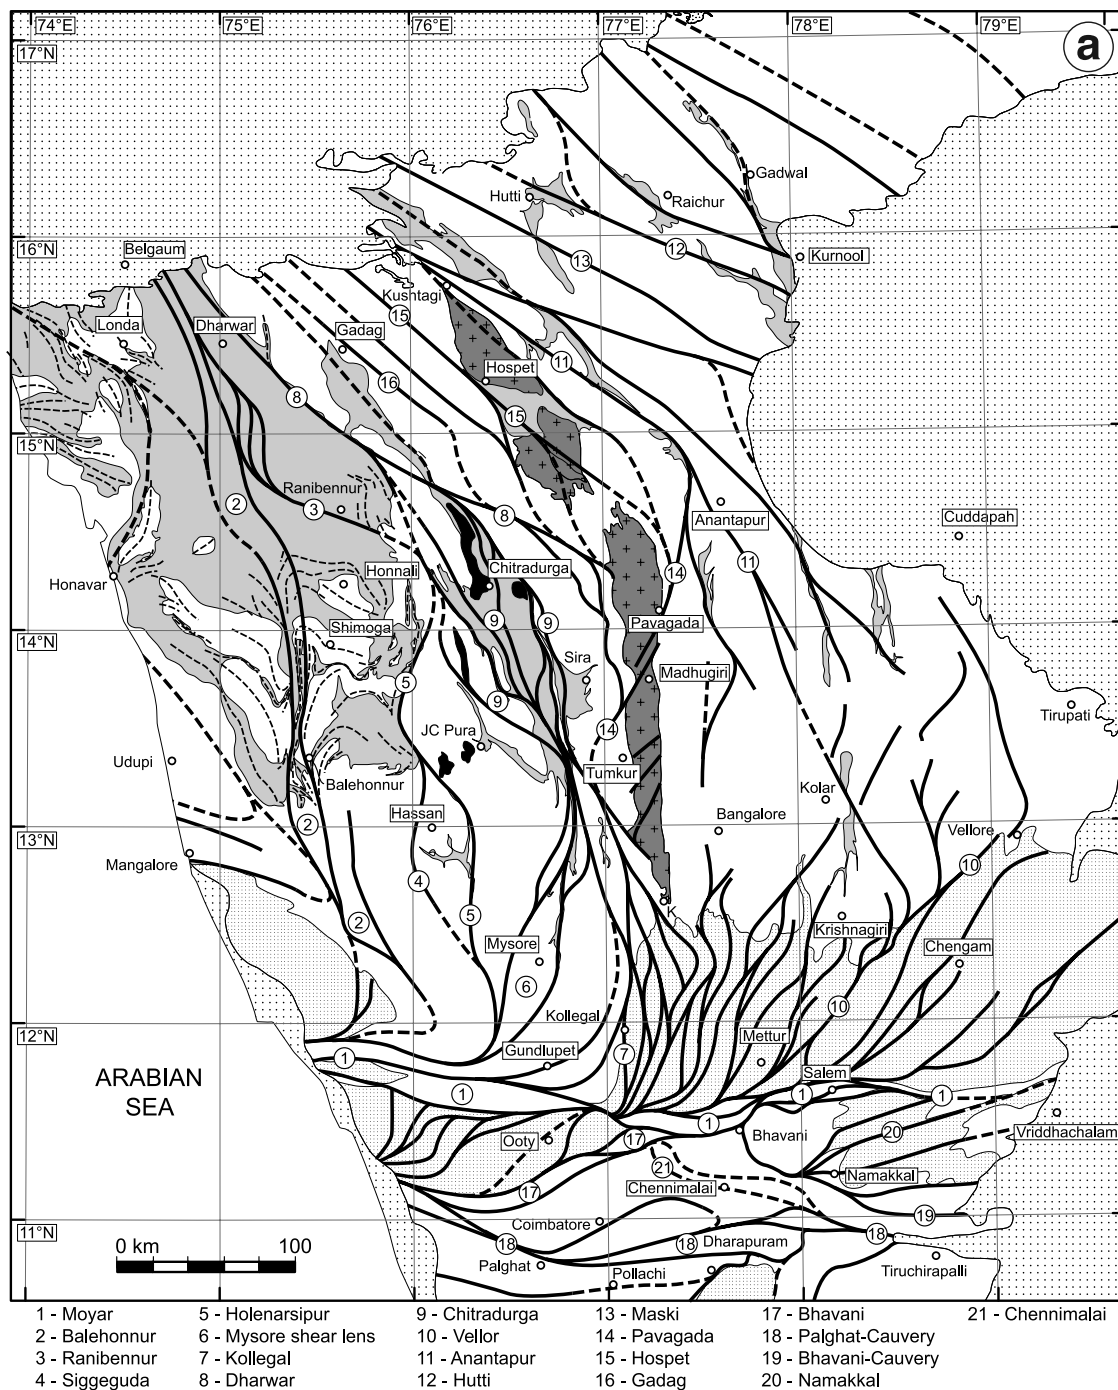 74°E 75°E 76°E 77°E 78°E 79°E
a
17°N
Gadwal
Hutti
Raichur
12
16°N
Belgaum
13
Kurnool
Kushtagi
15
Londa
Dharwar
Gadag
11
Hospet
16
8
15
15°N
Ranibennur
2
3
8
Anantapur
Cuddapah
Honavar
Honnali
Chitradurga
14
11
9
9
Pavagada
14°N
Shimoga
Sira
5
Madhugiri
9
Tirupati
14
JC Pura
Udupi
Tumkur
Balehonnur
Kolar
Hassan
Bangalore
2
13°N
Vellore
Mangalore
10
4
K
2
5
Krishnagiri
Mysore
Chengam
6
10
Kollegal
12°N
Mettur
1
Gundlupet
7
Salem
ARABIAN
SEA
1
1
1
1
Bhavani
20
Vriddhachalam
Ooty
17
21
Namakkal
17
Chennimalai
11°N
Coimbatore
19
0 km 100
18
18
Dharapuram
18
Palghat
Pollachi
Tiruchirapalli
1 - Moyar 5 - Holenarsipur 9 - Chitradurga 13 - Maski 17 - Bhavani 21 - Chennimalai
2 - Balehonnur 6 - Mysore shear lens 10 - Vellor 14 - Pavagada 18 - Palghat-Cauvery
3 - Ranibennur 7 - Kollegal 11 - Anantapur 15 - Hospet 19 - Bhavani-Cauvery
4 - Siggeguda 8 - Dharwar 12 - Hutti 16 - Gadag 20 - Namakkal